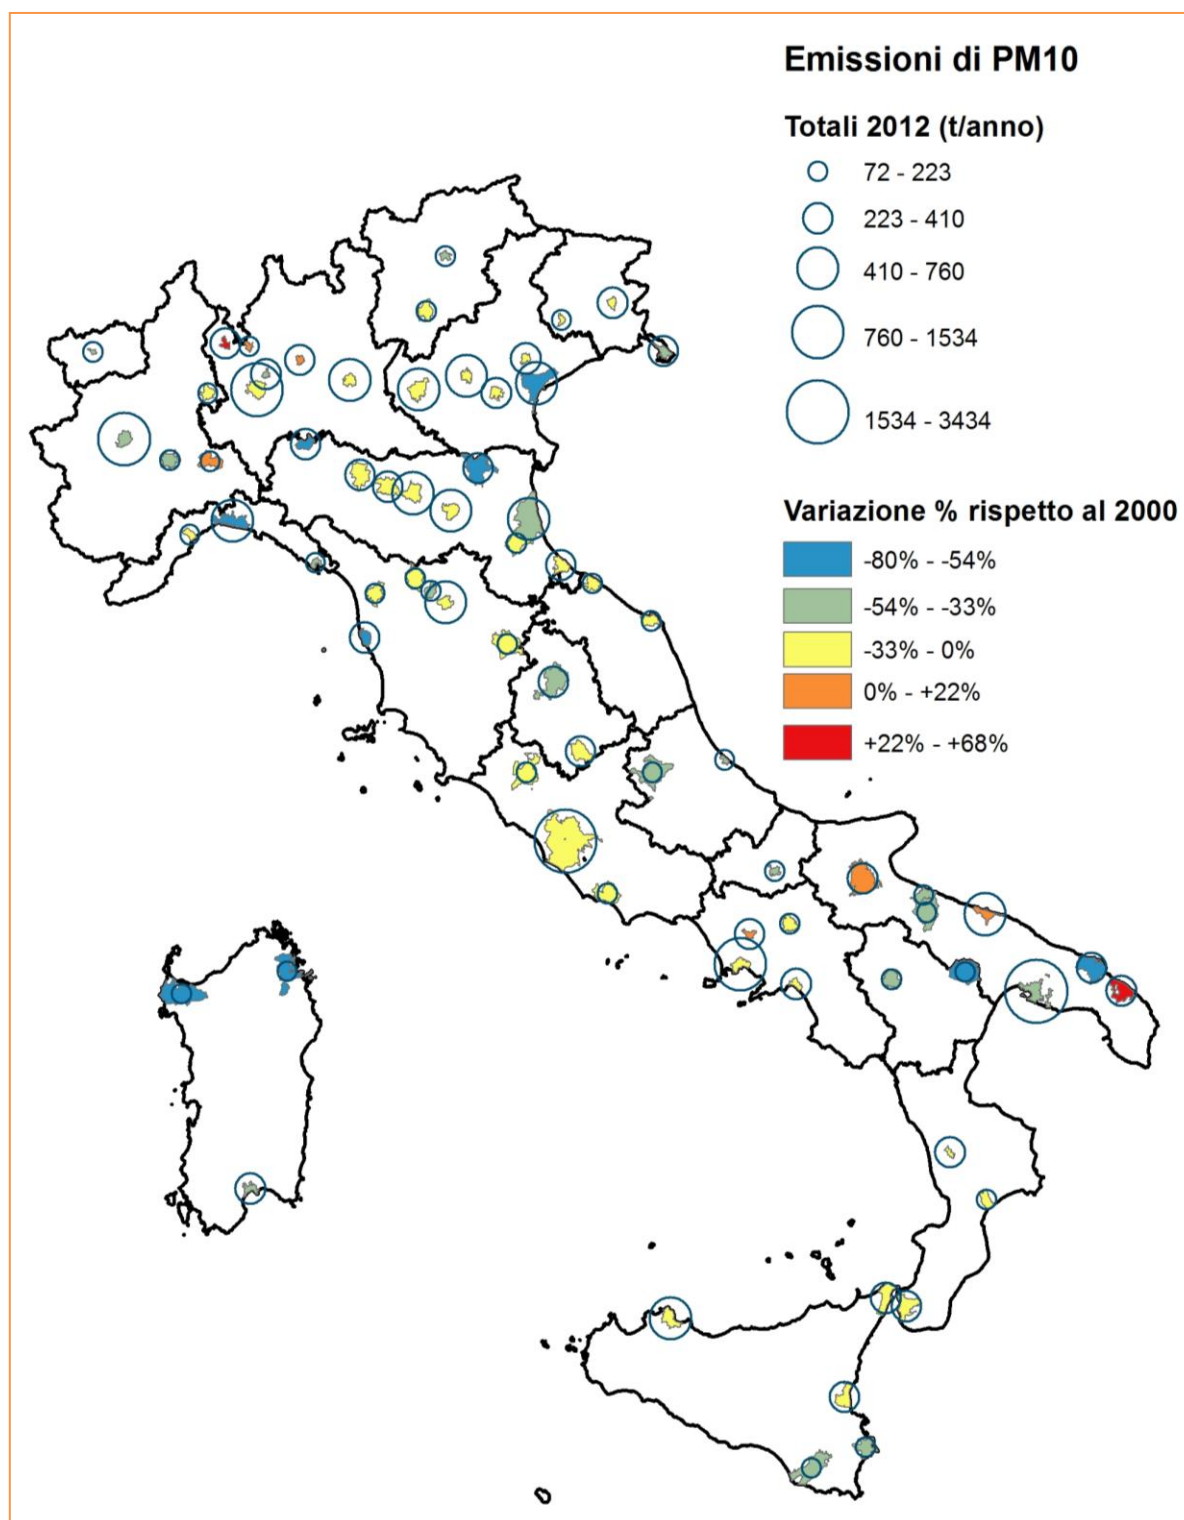 Emissioni di PM10
Totali 2012 (t/anno)
72 - 223
223 - 410
410 - 760
760 - 1534
1534 - 3434
Variazione % rispetto al 2000
-80% - -54%
-54% - -33%
-33% - 0%
0% - +22%
+22% - +68%